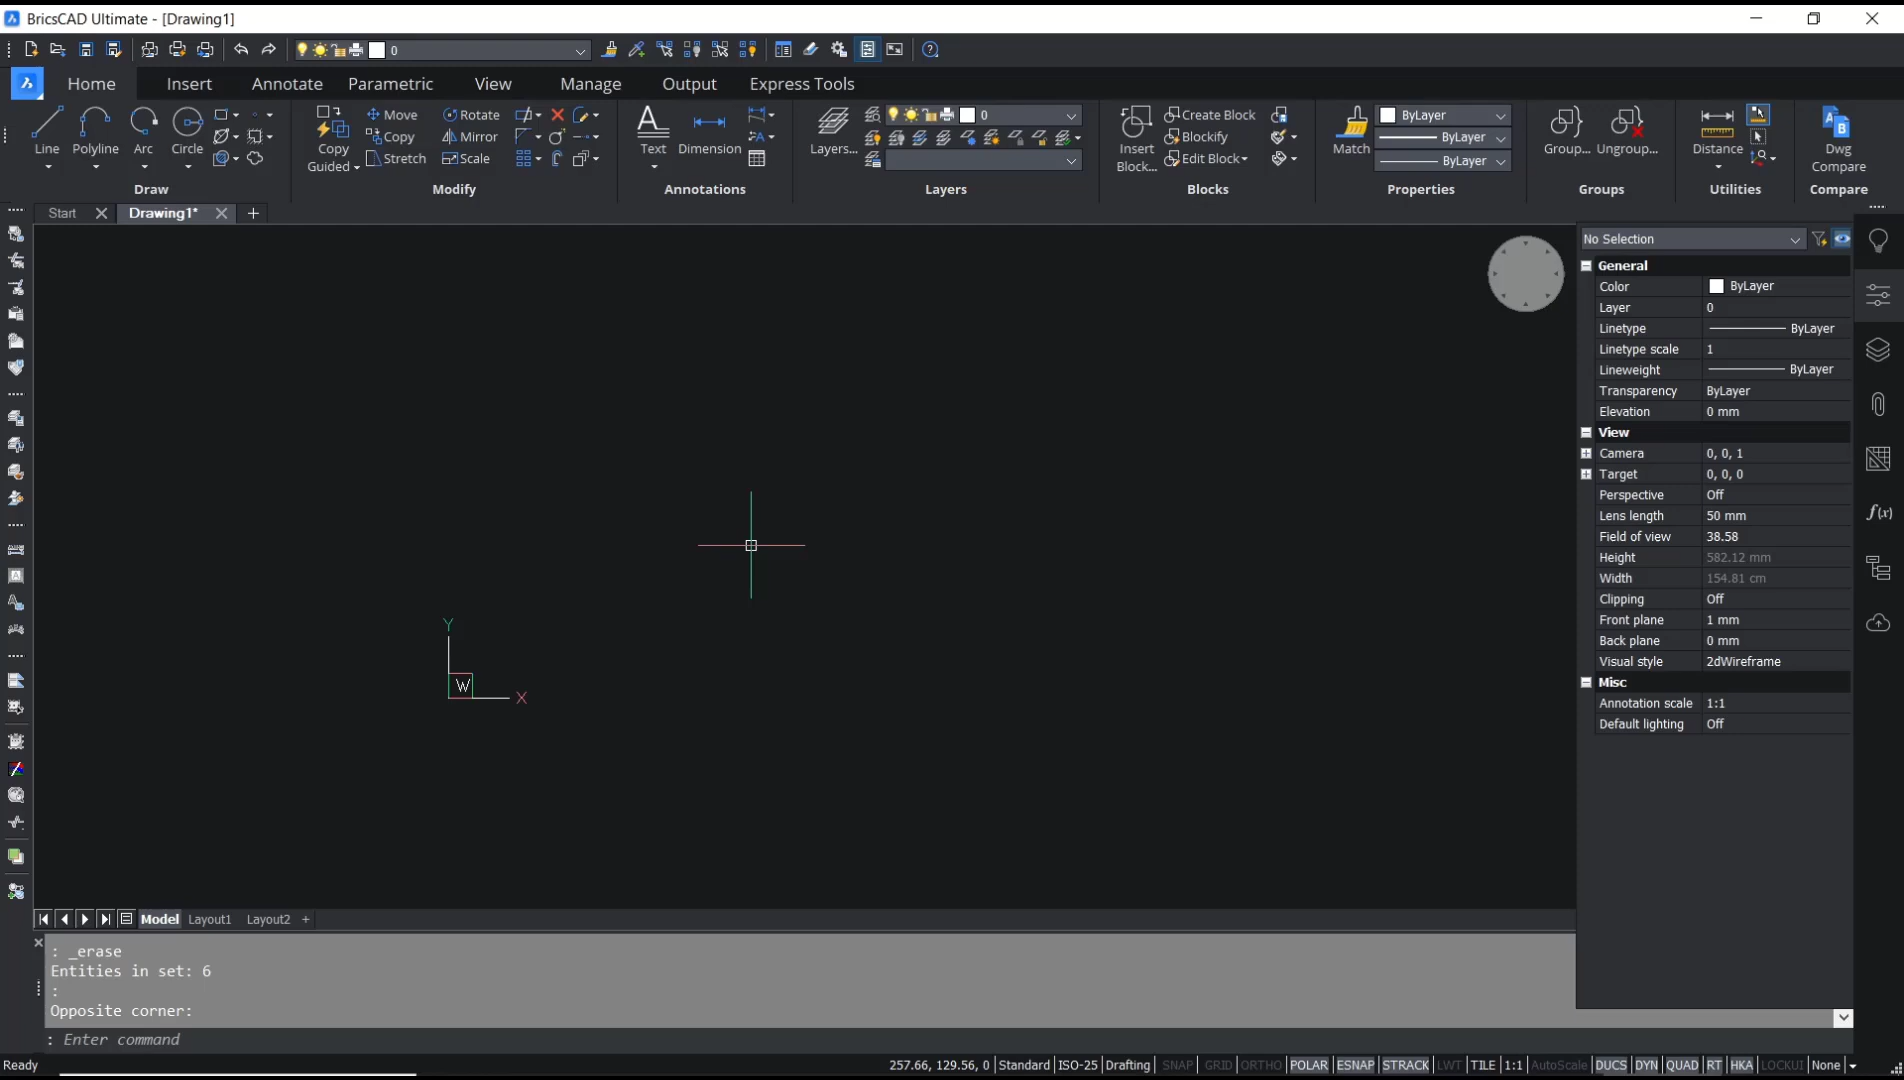 BricsCAD Ultimate - [Drawing1]
0
Home Insert Annotate Parametric View Manage Output Express Tools
Line Polyline Arc Circle
Draw
Copy Guided
Move Rotate
Copy Mirror
Stretch Scale
Modify
Text Dimension
Annotations
Layers...
0
Layers
Insert Block...
Create Block
Blockify
Edit Block
Blocks
Match
ByLayer
ByLayer
ByLayer
Properties
Group... Ungroup...
Groups
Distance
Utilities
Dwg Compare
Compare
Start Drawing1*
No Selection
General
Color ByLayer
Layer 0
Linetype ByLayer
Linetype scale 1
Lineweight ByLayer
Transparency ByLayer
Elevation 0 mm
View
Camera 0, 0, 1
Target 0, 0, 0
Perspective Off
Lens length 50 mm
Field of view 38.58
Height 582.12 mm
Width 154.81 cm
Clipping Off
Front plane 1 mm
Back plane 0 mm
Visual style 2dWireframe
Misc
Annotation scale 1:1
Default lighting Off
f(x)
Y
W
X
Model Layout1 Layout2 +
: _erase
Entities in set: 6
:
Opposite corner:
: Enter command
Ready 257.66, 129.56, 0 Standard ISO-25 Drafting SNAP GRID ORTHO POLAR ESNAP STRACK LWT TILE 1:1 AutoScale DUCS DYN QUAD RT HKA LOCKUI None